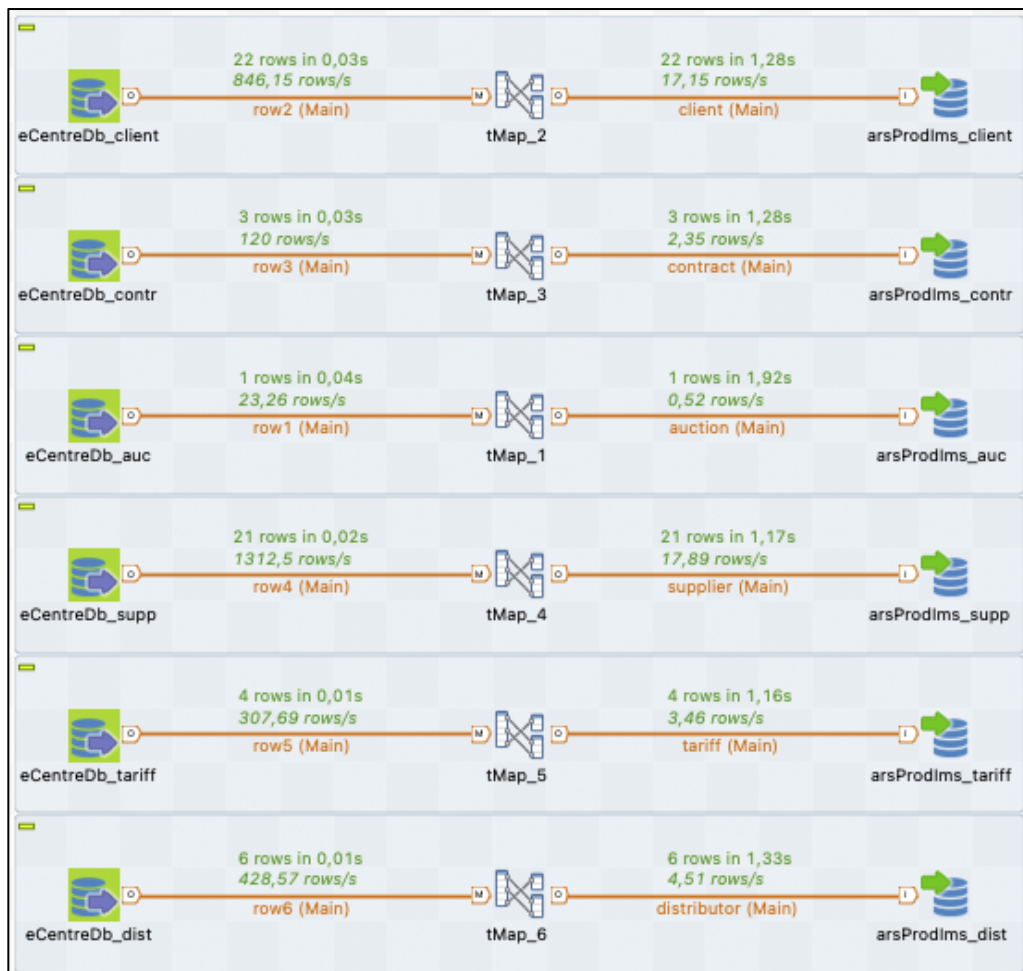 22 rows in 0,03s
846,15 rows/s
row2 (Main)
22 rows in 1,28s
17,15 rows/s
client (Main)
O
M
O
I
eCentreDb_client
tMap_2
arsProdIms_client
3 rows in 0,03s
120 rows/s
row3 (Main)
3 rows in 1,28s
2,35 rows/s
contract (Main)
O
M
O
I
eCentreDb_contr
tMap_3
arsProdIms_contr
1 rows in 0,04s
23,26 rows/s
row1 (Main)
1 rows in 1,92s
0,52 rows/s
auction (Main)
O
M
O
I
eCentreDb_auc
tMap_1
arsProdIms_auc
21 rows in 0,02s
1312,5 rows/s
row4 (Main)
21 rows in 1,17s
17,89 rows/s
supplier (Main)
O
M
O
I
eCentreDb_supp
tMap_4
arsProdIms_supp
4 rows in 0,01s
307,69 rows/s
row5 (Main)
4 rows in 1,16s
3,46 rows/s
tariff (Main)
O
M
O
I
eCentreDb_tariff
tMap_5
arsProdIms_tariff
6 rows in 0,01s
428,57 rows/s
row6 (Main)
6 rows in 1,33s
4,51 rows/s
distributor (Main)
O
M
O
I
eCentreDb_dist
tMap_6
arsProdIms_dist